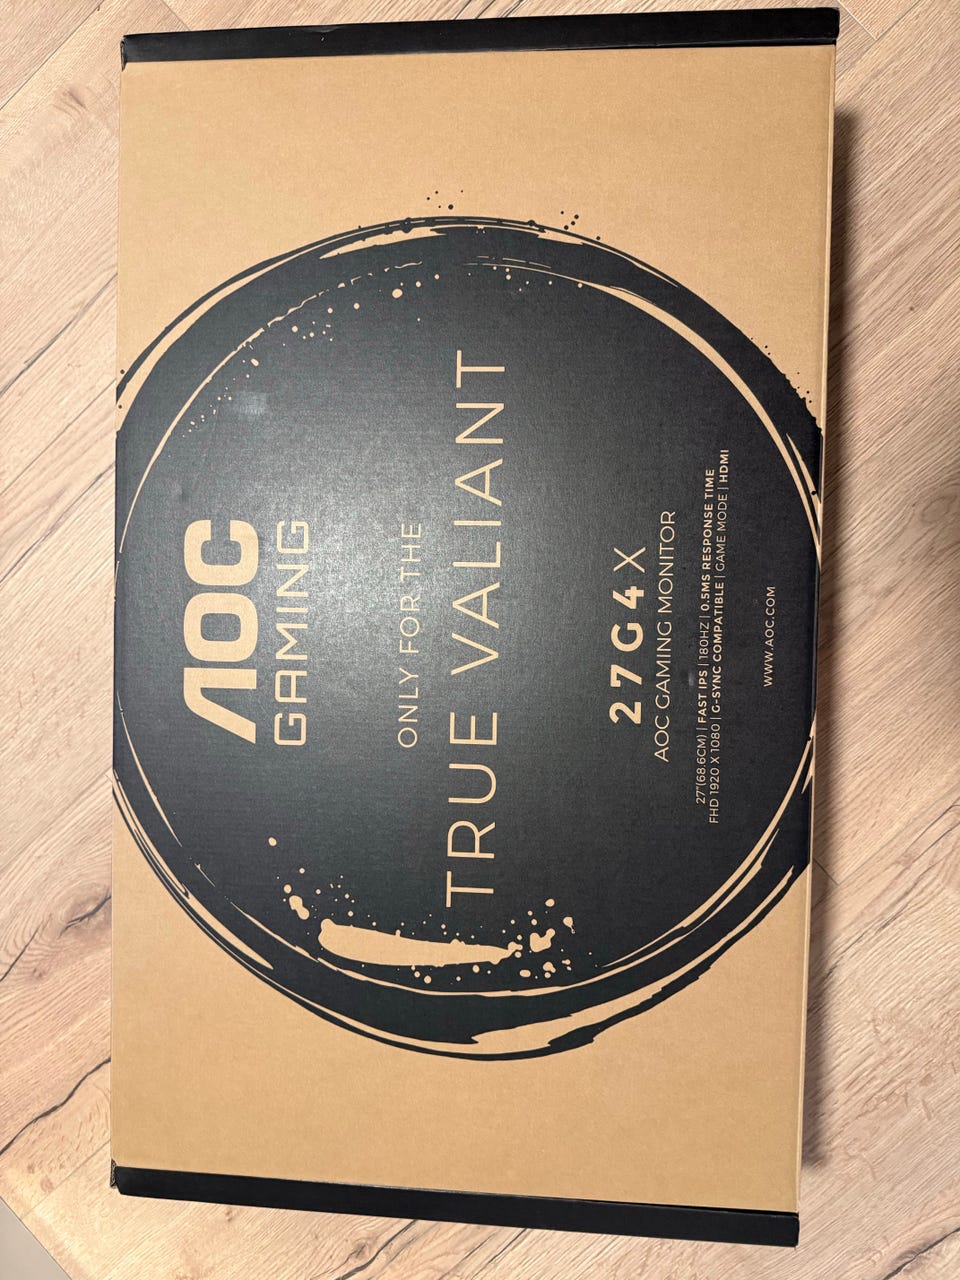 AOC
GAMING
ONLY FOR THE
TRUE VALIANT
27G4X
AOC GAMING MONITOR
27"(68.6CM) | FAST IPS | 180HZ | 0.5MS RESPONSE TIME
FHD 1920 X 1080 | G-SYNC COMPATIBLE | GAME MODE | HDMI
WWW.AOC.COM